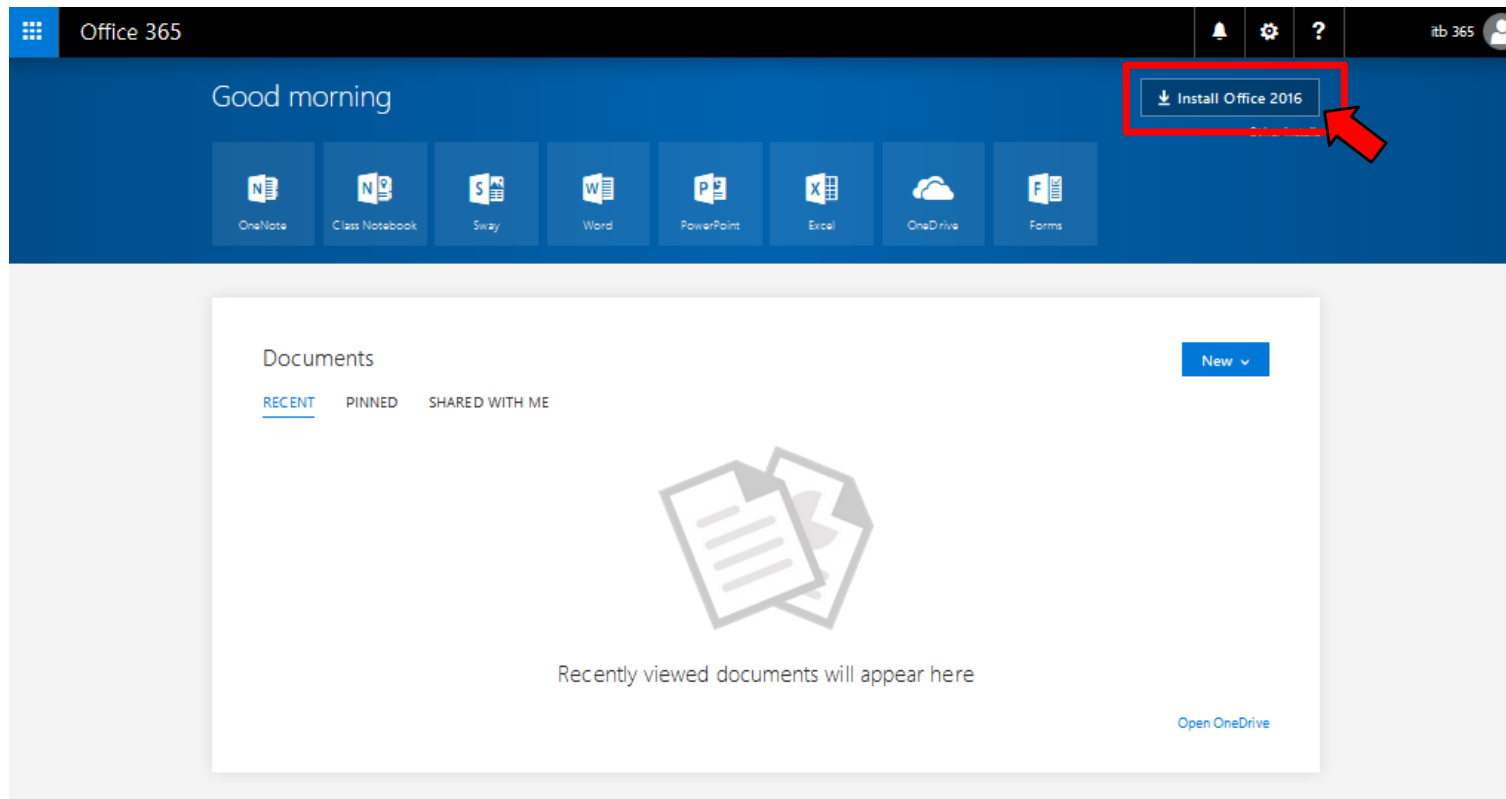 Office 365
?
itb 365
Good morning
Install Office 2016
N
N
S
W
P
X
F
OneNote
Class Notebook
Sway
Word
PowerPoint
Excel
OneDrive
Forms
Documents
New
RECENT
PINNED
SHARED WITH ME
Recently viewed documents will appear here
Open OneDrive